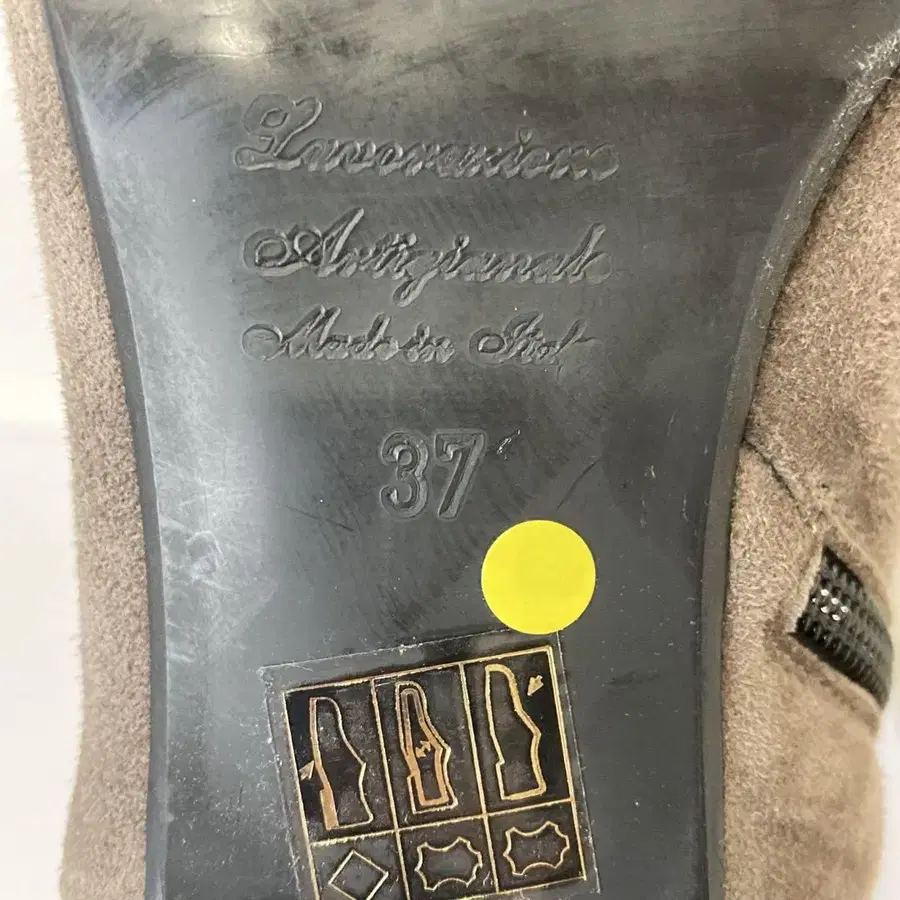 Lavorazione
Artigianale
Made in Italy
37